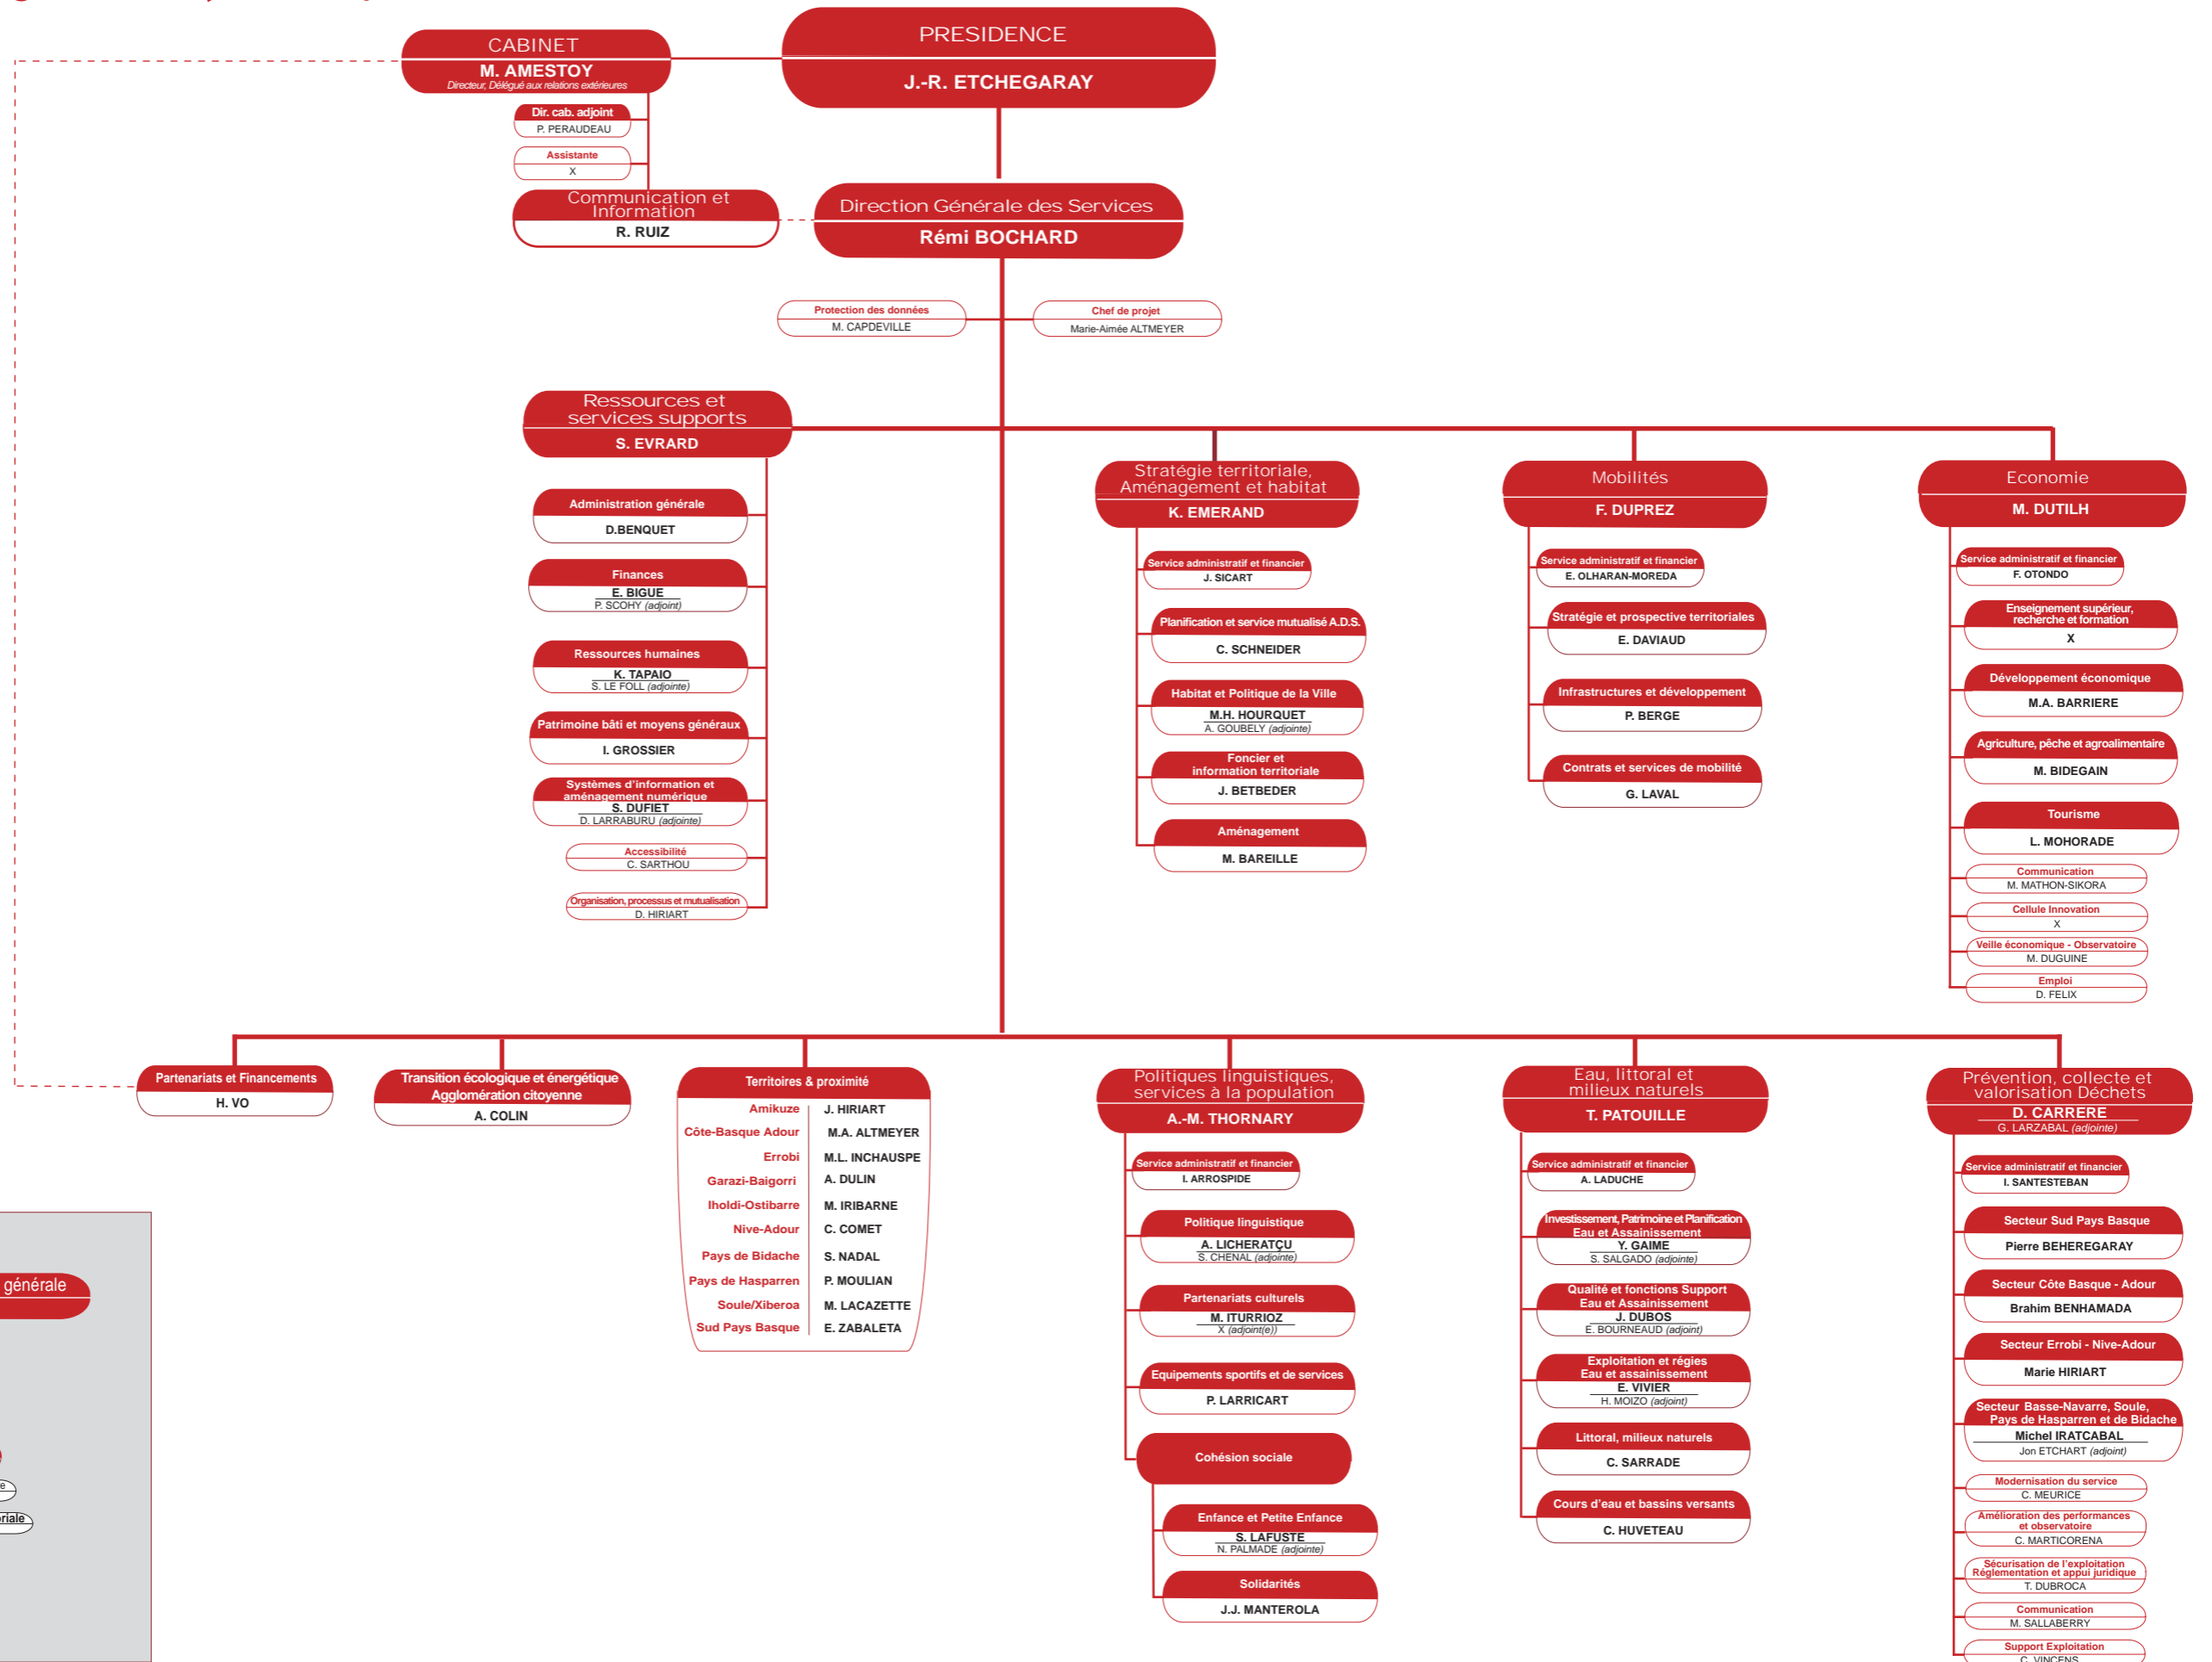 CABINET
M. AMESTOY
Directeur, Délégué aux relations extérieures
PRESIDENCE
J.-R. ETCHEGARAY
Dir. cab. adjoint
P. PERAUDEAU
Assistante
X
Communication et
Information
R. RUIZ
Direction Générale des Services
Rémi BOCHARD
Protection des données
M. CAPDEVILLE
Chef de projet
Marie-Aimée ALTMEYER
Ressources et
services supports
S. EVRARD
Administration générale
D.BENQUET
Finances
E. BIGUE
P. SCOHY (adjoint)
Ressources humaines
K. TAPAIO
S. LE FOLL (adjointe)
Patrimoine bâti et moyens généraux
I. GROSSIER
Systèmes d'information et
aménagement numérique
S. DUFIET
D. LARRABURU (adjointe)
Accessibilité
C. SARTHOU
Organisation, processus et mutualisation
D. HIRIART
Stratégie territoriale,
Aménagement et habitat
K. EMERAND
Service administratif et financier
J. SICART
Planification et service mutualisé A.D.S.
C. SCHNEIDER
Habitat et Politique de la Ville
M.H. HOURQUET
A. GOUBELY (adjointe)
Foncier et
information territoriale
J. BETBEDER
Aménagement
M. BAREILLE
Mobilités
F. DUPREZ
Service administratif et financier
E. OLHARAN-MOREDA
Stratégie et prospective territoriales
E. DAVIAUD
Infrastructures et développement
P. BERGE
Contrats et services de mobilité
G. LAVAL
Economie
M. DUTILH
Service administratif et financier
F. OTONDO
Enseignement supérieur,
recherche et formation
X
Développement économique
M.A. BARRIERE
Agriculture, pêche et agroalimentaire
M. BIDEGAIN
Tourisme
L. MOHORADE
Communication
M. MATHON-SIKORA
Cellule Innovation
X
Veille économique - Observatoire
M. DUGUINE
Emploi
D. FELIX
Partenariats et Financements
H. VO
Transition écologique et énergétique
Agglomération citoyenne
A. COLIN
Territoires & proximité
Amikuze J. HIRIART
Côte-Basque Adour M.A. ALTMEYER
Errobi M.L. INCHAUSPE
Garazi-Baigorri A. DULIN
Iholdi-Ostibarre M. IRIBARNE
Nive-Adour C. COMET
Pays de Bidache S. NADAL
Pays de Hasparren P. MOULIAN
Soule/Xiberoa M. LACAZETTE
Sud Pays Basque E. ZABALETA
Politiques linguistiques,
services à la population
A.-M. THORNARY
Service administratif et financier
I. ARROSPIDE
Politique linguistique
A. LICHERATÇU
S. CHENAL (adjointe)
Partenariats culturels
M. ITURRIOZ
X (adjoint(e))
Equipements sportifs et de services
P. LARRICART
Cohésion sociale
Enfance et Petite Enfance
S. LAFUSTE
N. PALMADE (adjointe)
Solidarités
J.J. MANTEROLA
Eau, littoral et
milieux naturels
T. PATOUILLE
Service administratif et financier
A. LADUCHE
Investissement, Patrimoine et Planification
Eau et Assainissement
Y. GAIME
S. SALGADO (adjointe)
Qualité et fonctions Support
Eau et Assainissement
J. DUBOS
E. BOURNEAUD (adjoint)
Exploitation et régies
Eau et assainissement
E. VIVIER
H. MOIZO (adjoint)
Littoral, milieux naturels
C. SARRADE
Cours d'eau et bassins versants
C. HUVETEAU
Prévention, collecte et
valorisation Déchets
D. CARRERE
G. LARZABAL (adjointe)
Service administratif et financier
I. SANTESTEBAN
Secteur Sud Pays Basque
Pierre BEHEREGARAY
Secteur Côte Basque - Adour
Brahim BENHAMADA
Secteur Errobi - Nive-Adour
Marie HIRIART
Secteur Basse-Navarre, Soule,
Pays de Hasparren et de Bidache
Michel IRATCABAL
Jon ETCHART (adjoint)
Modernisation du service
C. MEURICE
Amélioration des performances
et observatoire
C. MARTICORENA
Sécurisation de l'exploitation
Réglementation et appui juridique
T. DUBROCA
Communication
M. SALLABERRY
Support Exploitation
C. VINCENS
générale